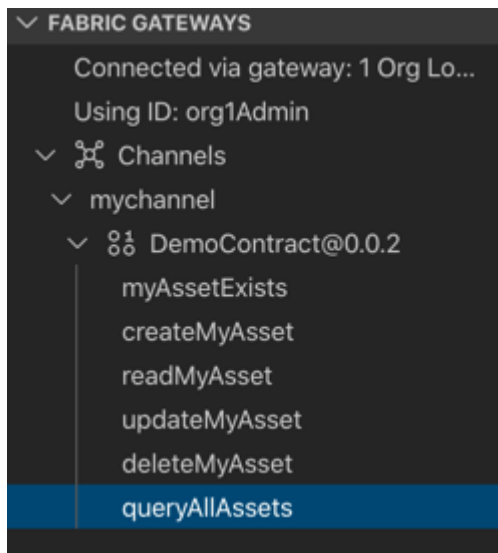 FABRIC GATEWAYS
Connected via gateway: 1 Org Lo...
Using ID: org1Admin
Channels
mychannel
DemoContract@0.0.2
myAssetExists
createMyAsset
readMyAsset
updateMyAsset
deleteMyAsset
queryAllAssets